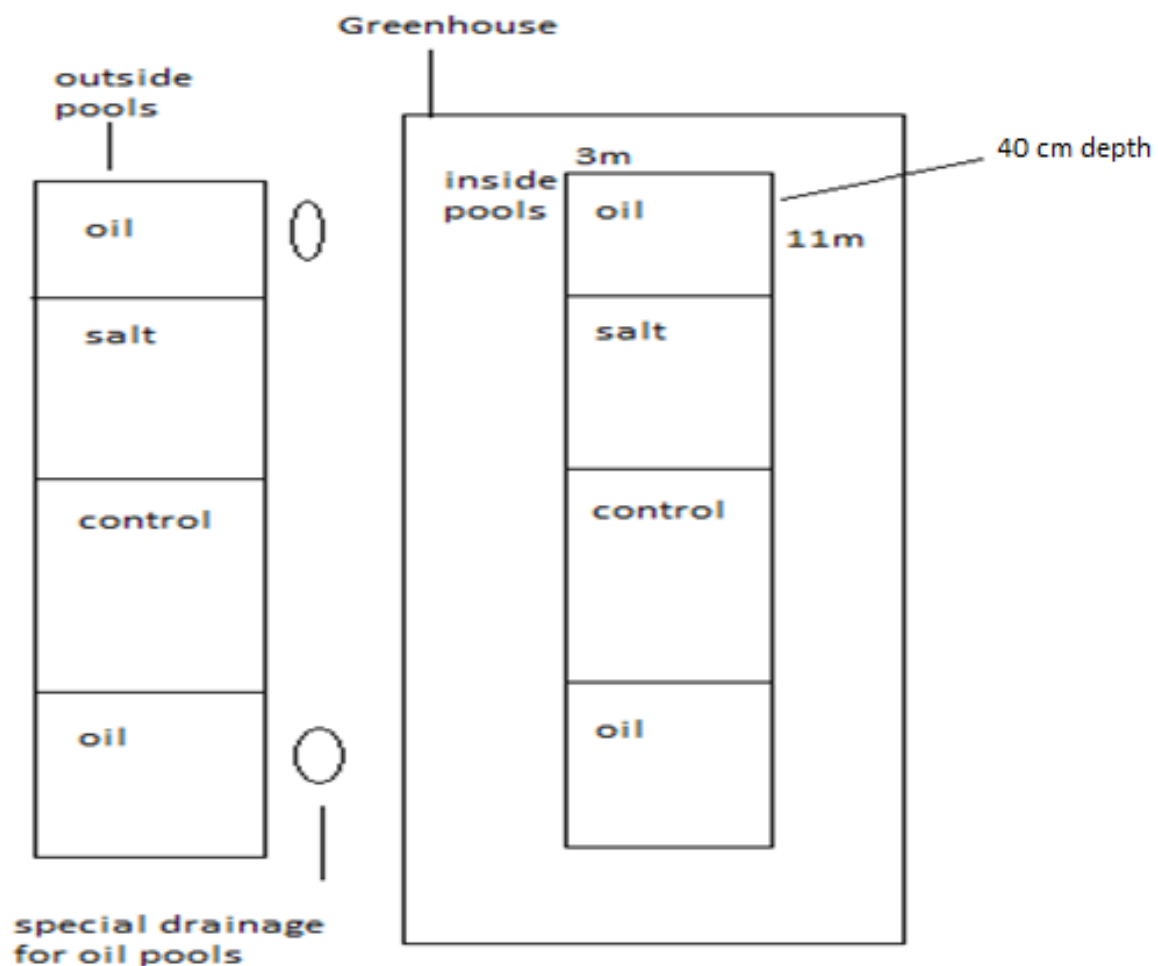 Greenhouse
outside
pools
40 cm depth
3m
inside
pools
oil
11m
oil
salt
salt
control
control
oil
oil
special drainage
for oil pools